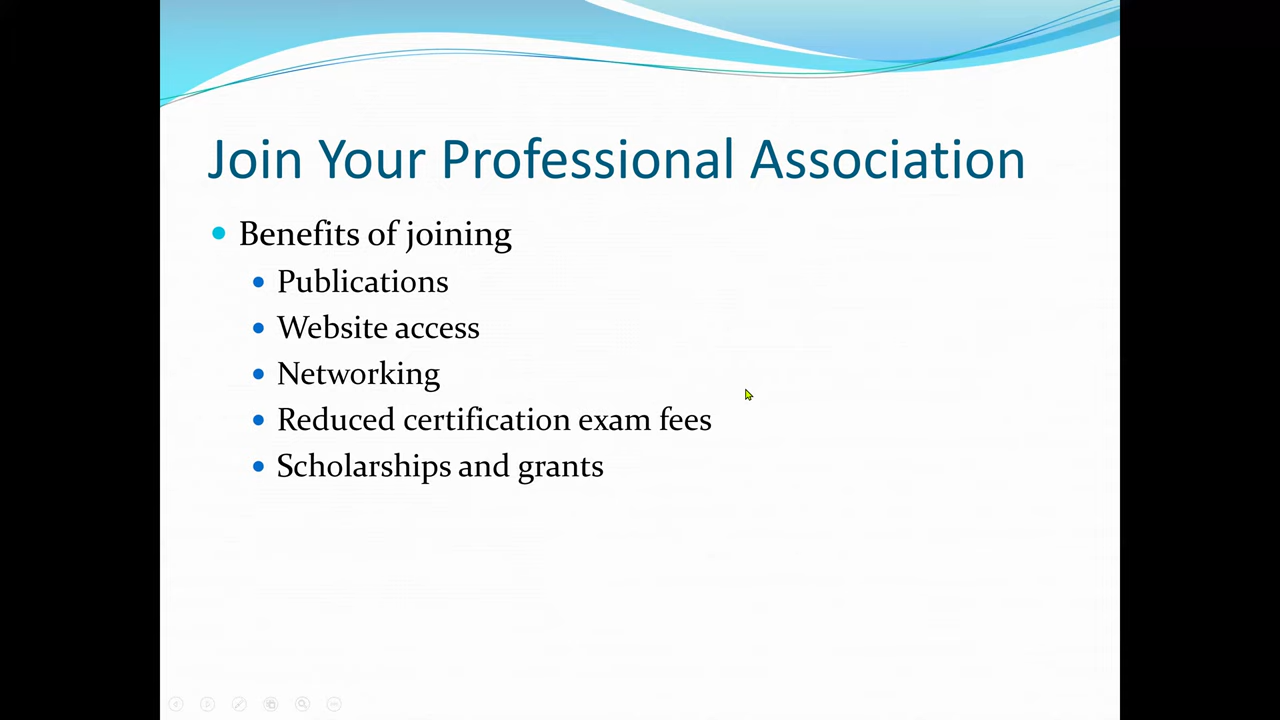 Join Your Professional Association
Benefits of joining
Publications
Website access
Networking
Reduced certification exam fees
Scholarships and grants